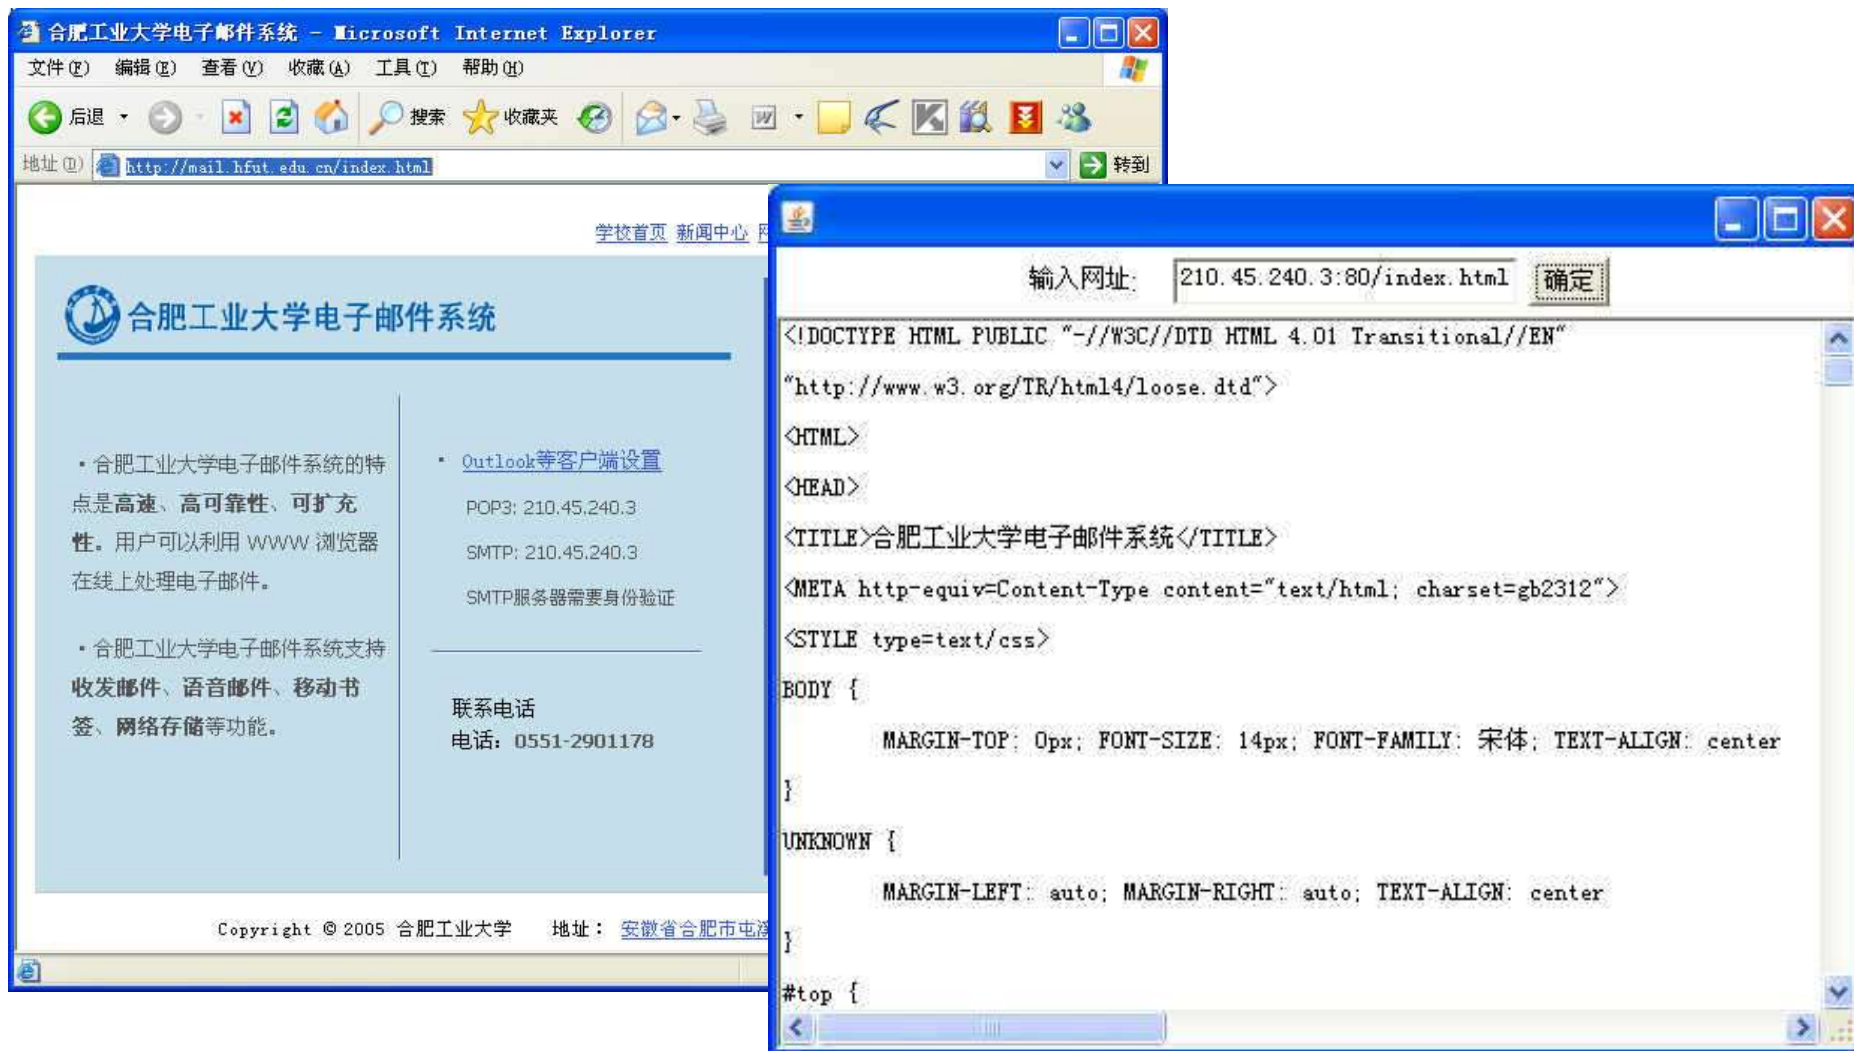 合肥工业大学电子邮件系统 - Microsoft Internet Explorer
文件(F) 编辑(E) 查看(V) 收藏(A) 工具(T) 帮助(H)
后退 搜索 收藏夹
地址(D) http://mail.hfut.edu.cn/index.html 转到
学校首页 新闻中心
合肥工业大学电子邮件系统
·合肥工业大学电子邮件系统的特
点是高速、高可靠性、可扩充
性。用户可以利用 WWW 浏览器
在线上处理电子邮件。
·合肥工业大学电子邮件系统支持
收发邮件、语音邮件、移动书
签、网络存储等功能。
· Outlook等客户端设置
POP3: 210.45.240.3
SMTP: 210.45.240.3
SMTP服务器需要身份验证
联系电话
电话：0551-2901178
Copyright © 2005 合肥工业大学 地址： 安徽省合肥市屯溪
输入网址: 210.45.240.3:80/index.html 确定
<!DOCTYPE HTML PUBLIC "-//W3C//DTD HTML 4.01 Transitional//EN"
"http://www.w3.org/TR/html4/loose.dtd">
<HTML>
<HEAD>
<TITLE>合肥工业大学电子邮件系统</TITLE>
<META http-equiv=Content-Type content="text/html; charset=gb2312">
<STYLE type=text/css>
BODY {
MARGIN-TOP: 0px; FONT-SIZE: 14px; FONT-FAMILY: 宋体; TEXT-ALIGN: center
}
UNKNOWN {
MARGIN-LEFT: auto; MARGIN-RIGHT: auto; TEXT-ALIGN: center
}
#top {